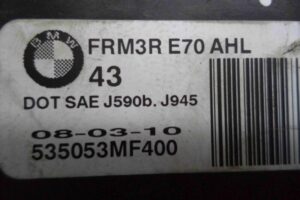 BMW
FRM3R E70 AHL
43
DOT SAE J590b. J945
08-03-10
535053MF400